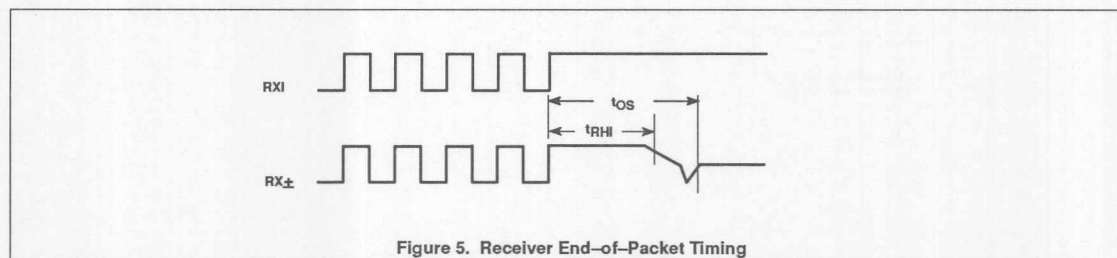 RXI
tOS
tRHI
RX±
Figure 5. Receiver End–of–Packet Timing